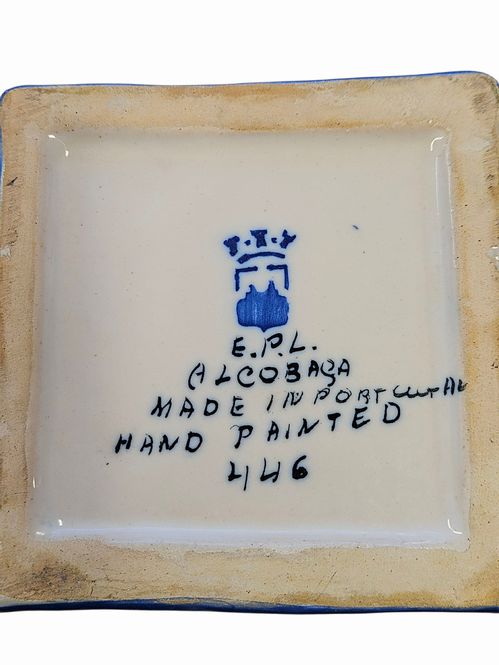 E.P.L.
ALCOBAÇA
MADE IN PORTUGAL
HAND PAINTED
446